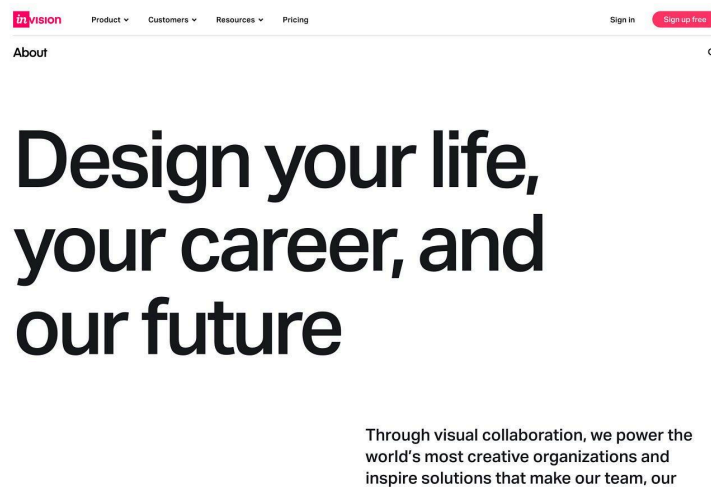 invision Product Customers Resources Pricing Sign in Sign up free
About
Design your life,
your career, and
our future
Through visual collaboration, we power the
world’s most creative organizations and
inspire solutions that make our team, our